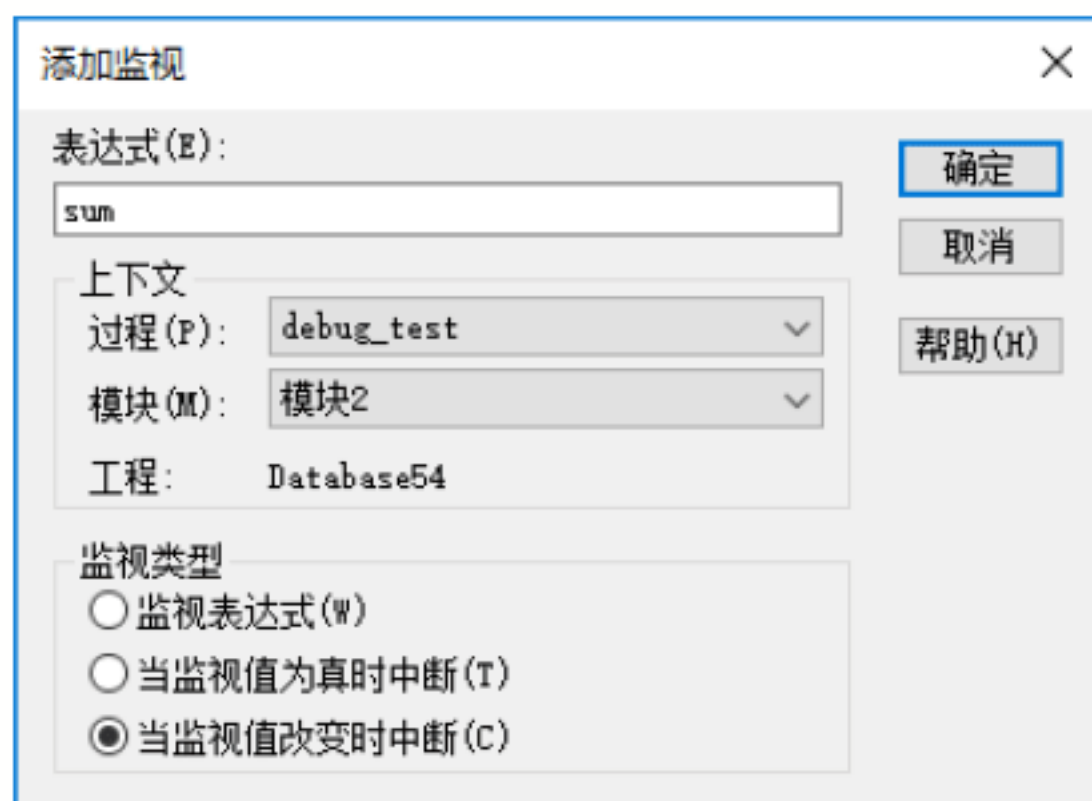 添加监视
表达式(E):
确定
sum
取消
上下文
过程(P): debug_test
帮助(H)
模块(M): 模块2
工程: Database54
监视类型
监视表达式(W)
当监视值为真时中断(T)
当监视值改变时中断(C)